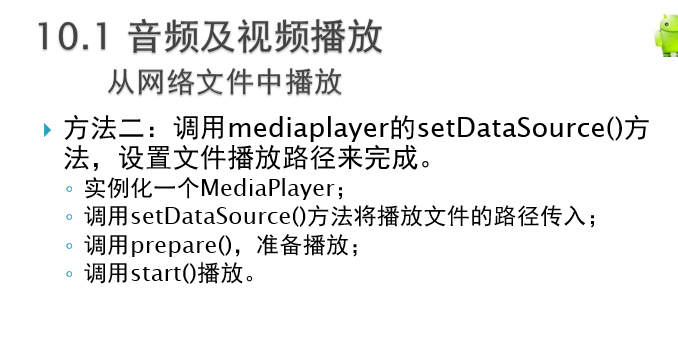 10.1 音频及视频播放
从网络文件中播放
方法二：调用mediaplayer的setDataSource()方
法，设置文件播放路径来完成。
实例化一个MediaPlayer；
调用setDataSource()方法将播放文件的路径传入；
调用prepare()，准备播放；
调用start()播放。